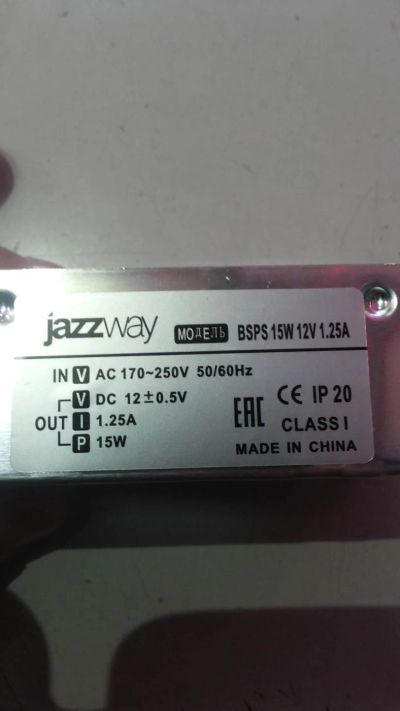 jazzway МОДЕЛЬ BSPS 15W 12V 1.25A
IN V AC 170~250V 50/60Hz
OUT V DC 12±0.5V
I 1.25A
P 15W
EAC CE IP 20
CLASS I
MADE IN CHINA